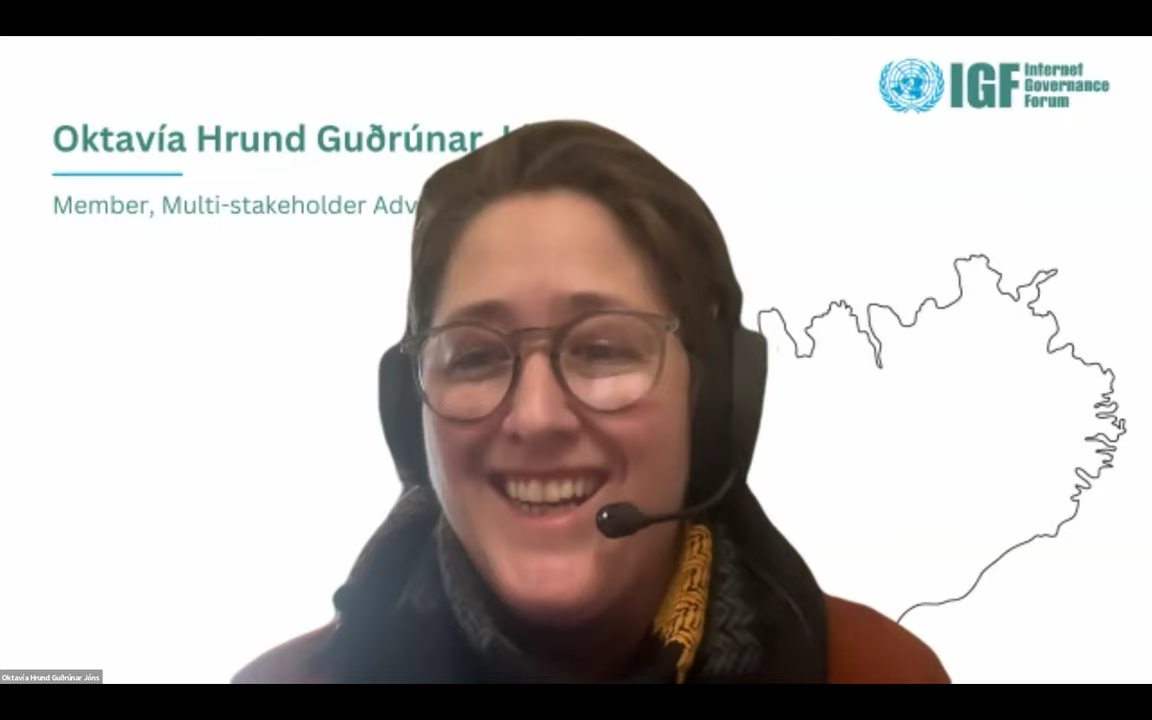 IGF Internet
Governance
Forum
Oktavía Hrund Guðrúnar
Member, Multi-stakeholder Adv
Oktavía Hrund Guðrúnar Jóns